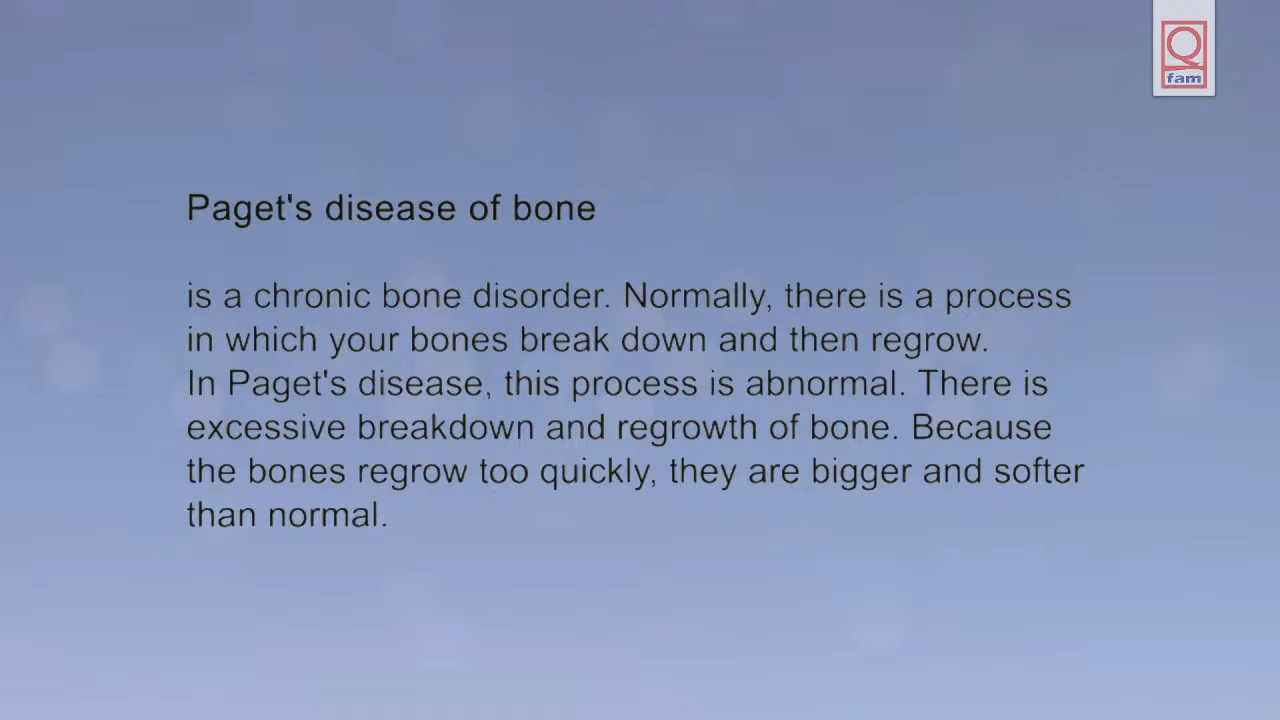 Q
fam
Paget's disease of bone
is a chronic bone disorder. Normally, there is a process
in which your bones break down and then regrow.
In Paget's disease, this process is abnormal. There is
excessive breakdown and regrowth of bone. Because
the bones regrow too quickly, they are bigger and softer
than normal.